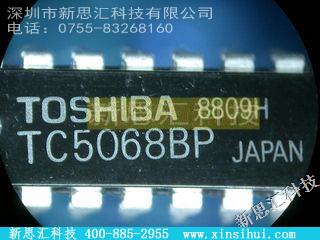 深圳市新思汇科技有限公司
电话：0755-83268160
TOSHIBA 8809H
TC5068BP JAPAN
新思汇科技
新思汇科技 400-885-2955 www.xinsihui.com